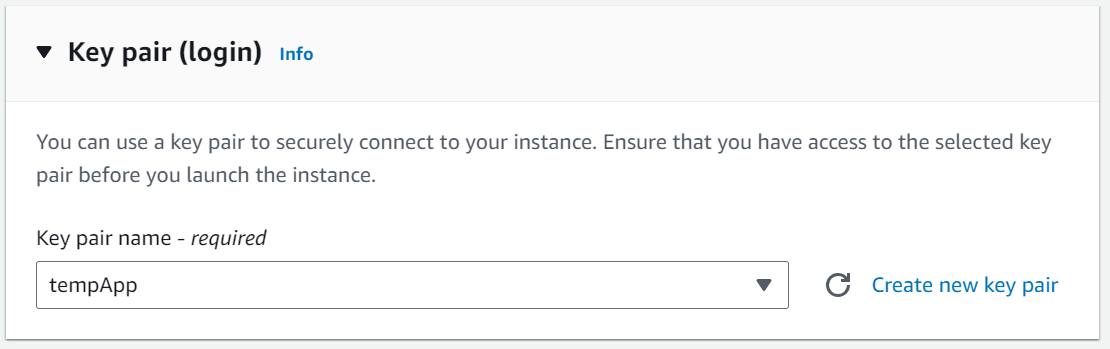 Key pair (login) Info
You can use a key pair to securely connect to your instance. Ensure that you have access to the selected key
pair before you launch the instance.
Key pair name - required
tempApp Create new key pair